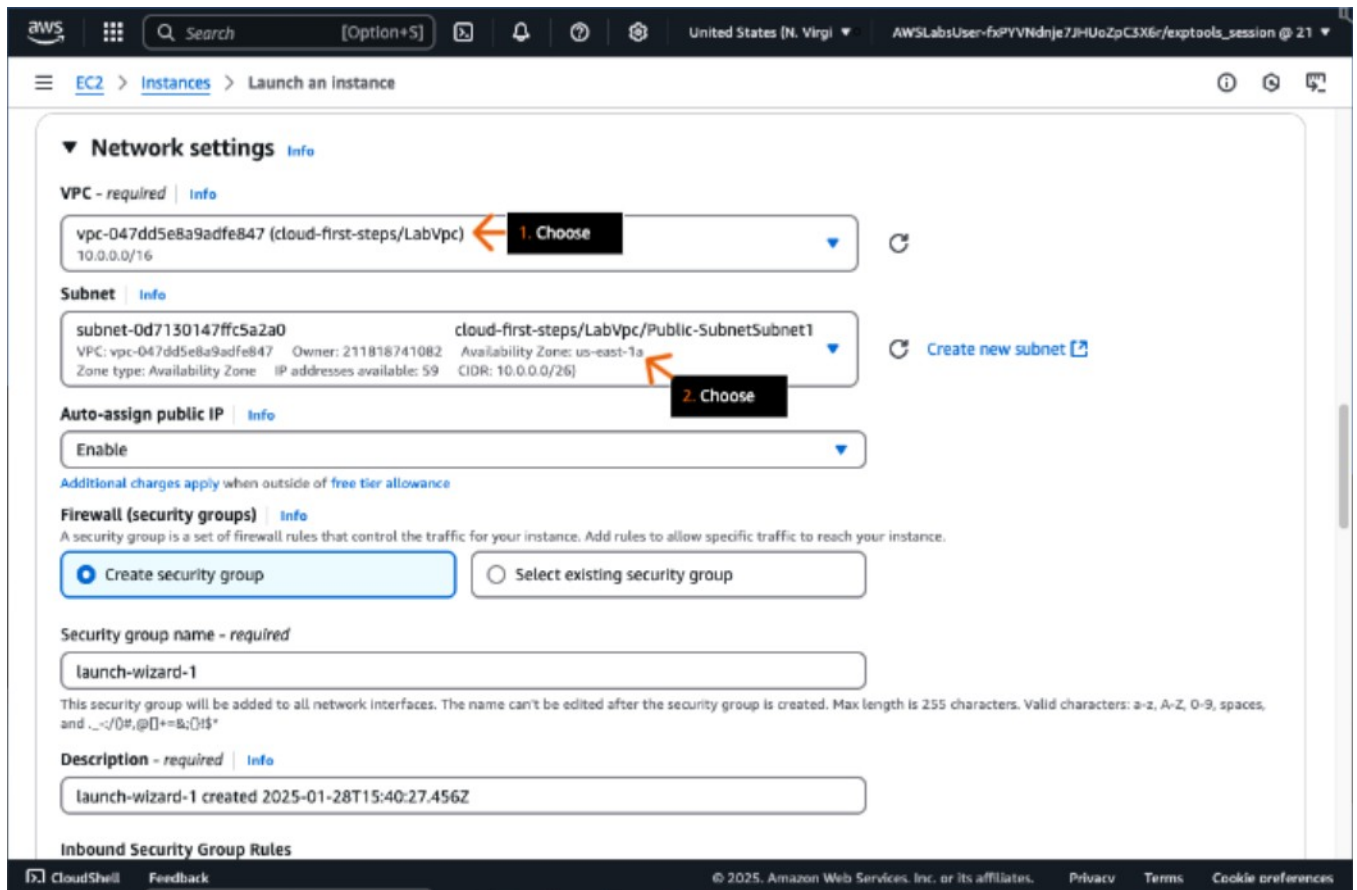 aws
Search [Option+S] United States (N. Virgi AWSLabsUser-fxPYVNdnje7JHUoZpC3X6r/exptools_session @ 21
EC2 > Instances > Launch an instance
Network settings Info
VPC - required Info
vpc-047dd5e8a9adfe847 (cloud-first-steps/LabVpc)
1. Choose
10.0.0.0/16
Subnet Info
subnet-0d7130147ffc5a2a0 cloud-first-steps/LabVpc/Public-SubnetSubnet1
VPC: vpc-047dd5e8a9adfe847 Owner: 211818741082 Availability Zone: us-east-1a
Zone type: Availability Zone IP addresses available: 59 CIDR: 10.0.0.0/26)
Create new subnet
2. Choose
Auto-assign public IP Info
Enable
Additional charges apply when outside of free tier allowance
Firewall (security groups) Info
A security group is a set of firewall rules that control the traffic for your instance. Add rules to allow specific traffic to reach your instance.
Create security group Select existing security group
Security group name - required
launch-wizard-1
This security group will be added to all network interfaces. The name can't be edited after the security group is created. Max length is 255 characters. Valid characters: a-z, A-Z, 0-9, spaces,
and ._-:/()#,@[]+=&;{}!$*
Description - required Info
launch-wizard-1 created 2025-01-28T15:40:27.456Z
Inbound Security Group Rules
CloudShell Feedback © 2025, Amazon Web Services, Inc. or its affiliates. Privacy Terms Cookie preferences